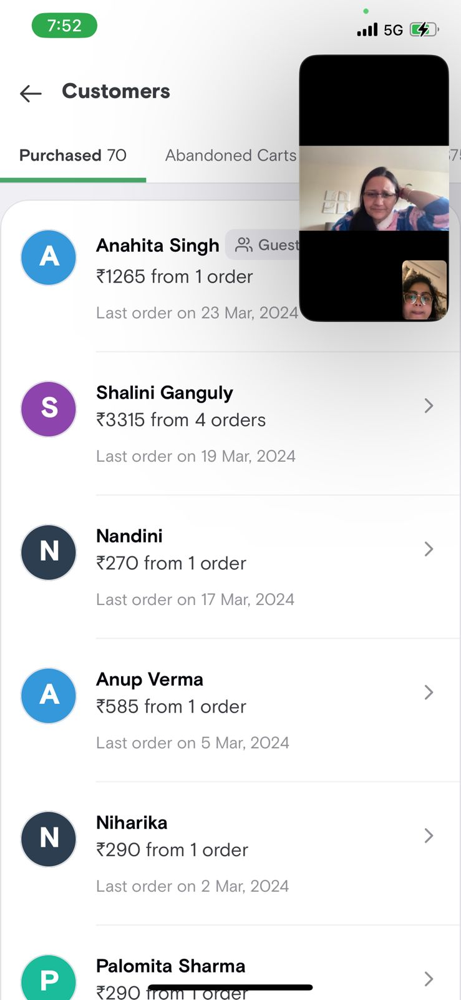 7:52
5G
Customers
Purchased 70
Abandoned Carts
A
Anahita Singh
Guest
₹1265 from 1 order
Last order on 23 Mar, 2024
S
Shalini Ganguly
₹3315 from 4 orders
Last order on 19 Mar, 2024
N
Nandini
₹270 from 1 order
Last order on 17 Mar, 2024
A
Anup Verma
₹585 from 1 order
Last order on 5 Mar, 2024
N
Niharika
₹290 from 1 order
Last order on 2 Mar, 2024
P
Palomita Sharma
₹290 from 1 order